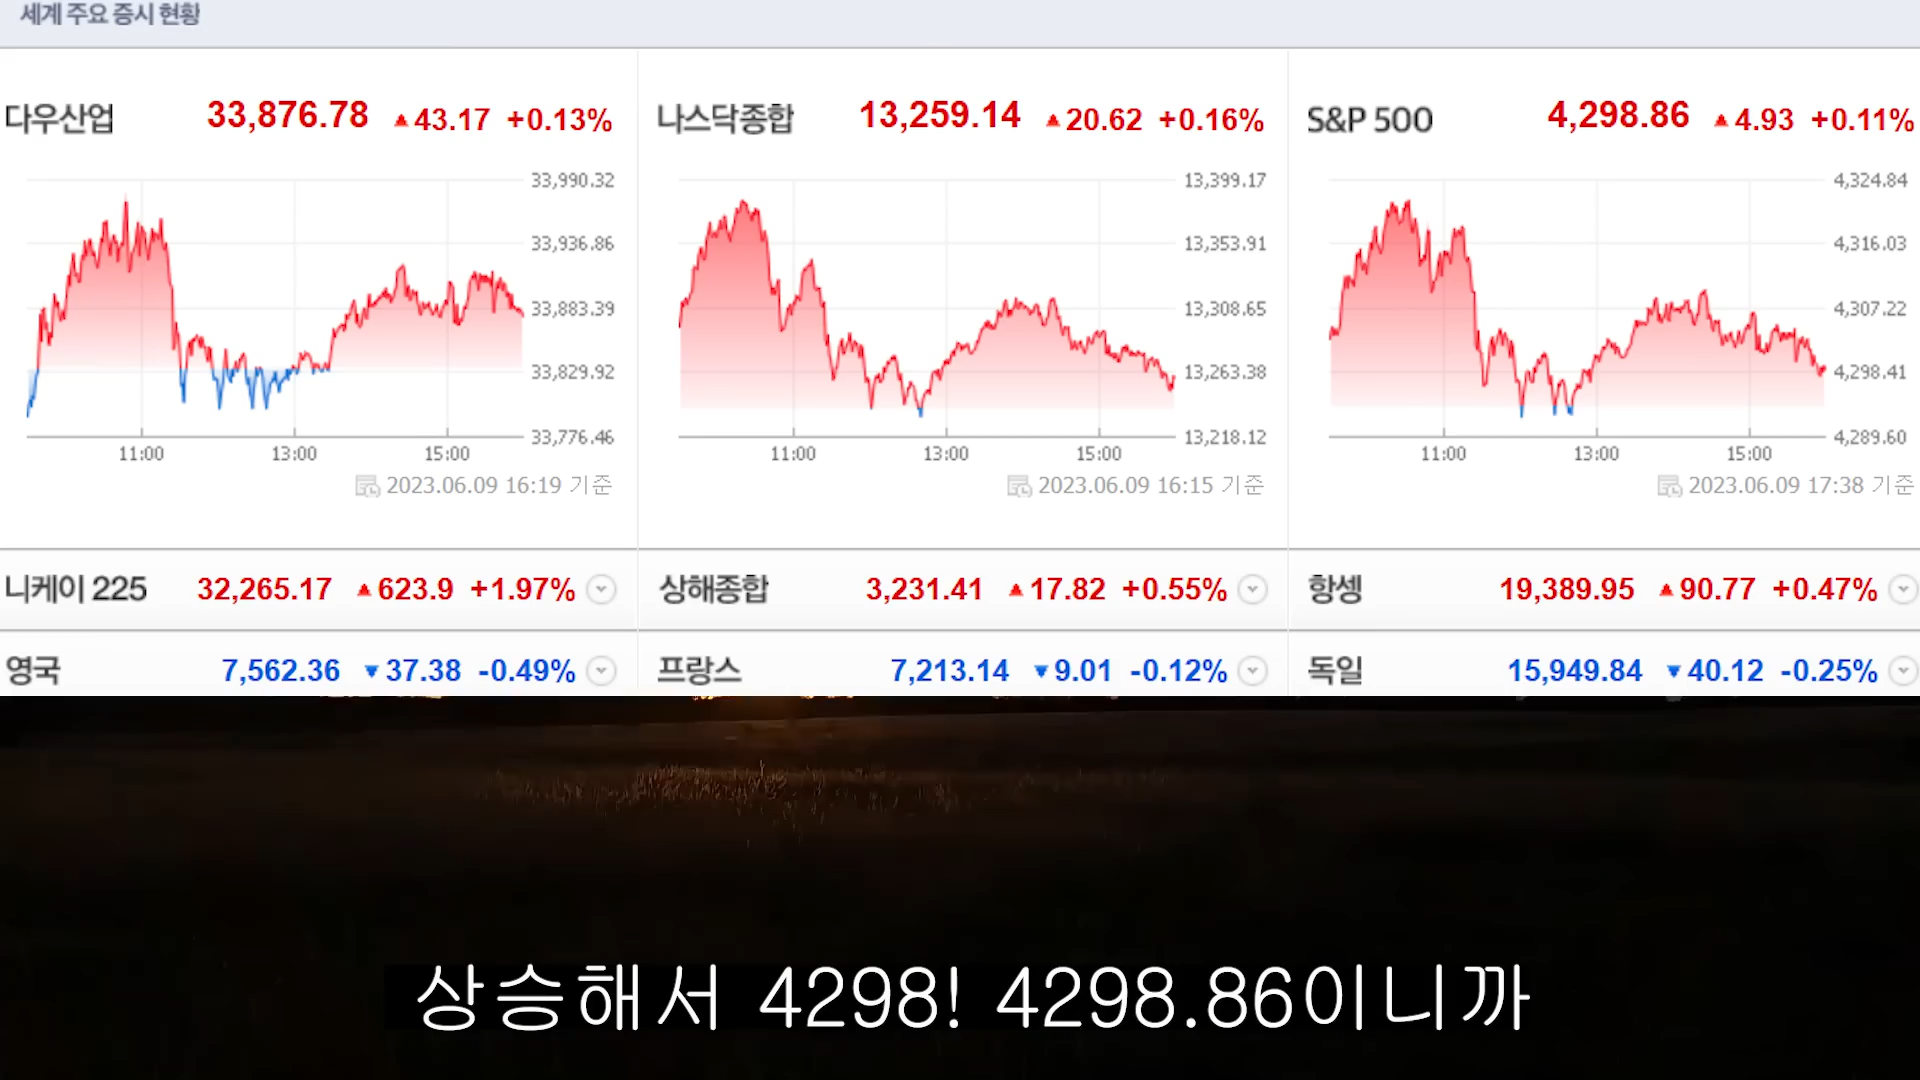 세계 주요 증시 현황
다우산업 33,876.78 ▲43.17 +0.13%
33,990.32
33,936.86
33,883.39
33,829.92
33,776.46
11:00 13:00 15:00
2023.06.09 16:19 기준
나스닥종합 13,259.14 ▲20.62 +0.16%
13,399.17
13,353.91
13,308.65
13,263.38
13,218.12
11:00 13:00 15:00
2023.06.09 16:15 기준
S&P 500 4,298.86 ▲4.93 +0.11%
4,324.84
4,316.03
4,307.22
4,298.41
4,289.60
11:00 13:00 15:00
2023.06.09 17:38 기준
니케이 225 32,265.17 ▲623.9 +1.97%
상해종합 3,231.41 ▲17.82 +0.55%
항셍 19,389.95 ▲90.77 +0.47%
영국 7,562.36 ▼37.38 -0.49%
프랑스 7,213.14 ▼9.01 -0.12%
독일 15,949.84 ▼40.12 -0.25%
상승해서 4298! 4298.86이니까